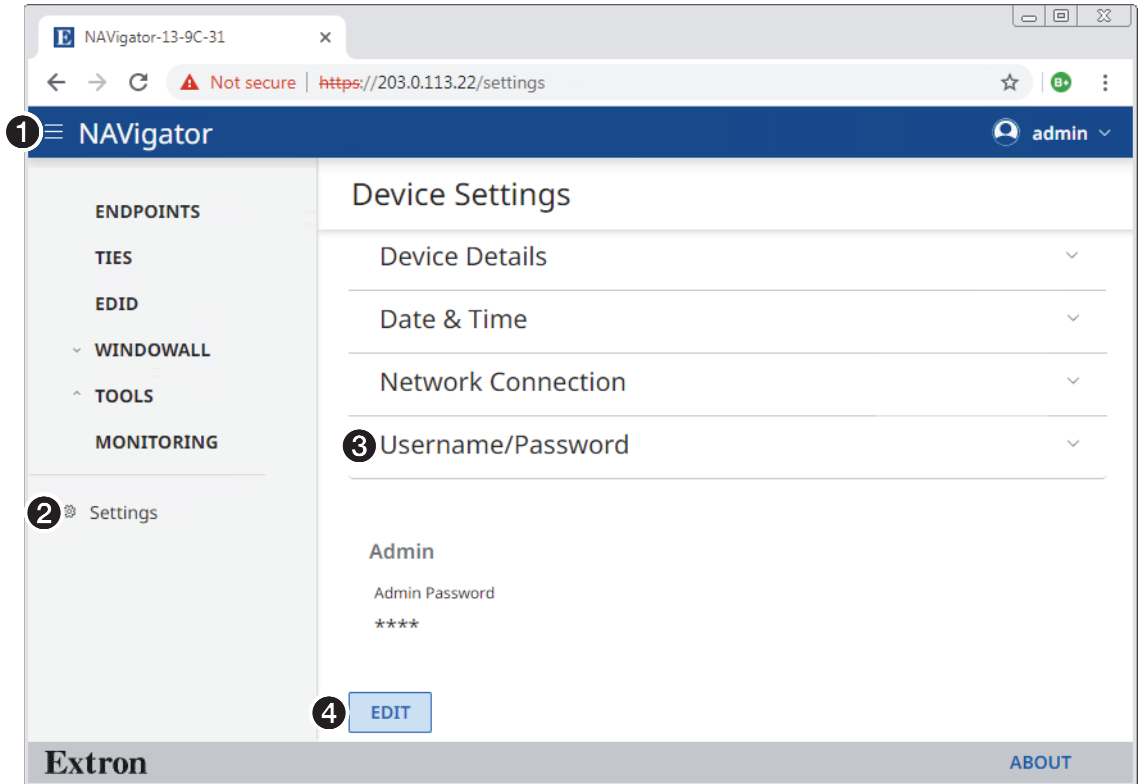 E NAVigator-13-9C-31
Not secure | https://203.0.113.22/settings B+
1 NAVigator admin
Device Settings
ENDPOINTS
TIES
EDID
WINDOWALL
TOOLS
MONITORING
2 Settings
Device Details
Date & Time
Network Connection
3 Username/Password
Admin
Admin Password
****
4 EDIT
Extron ABOUT